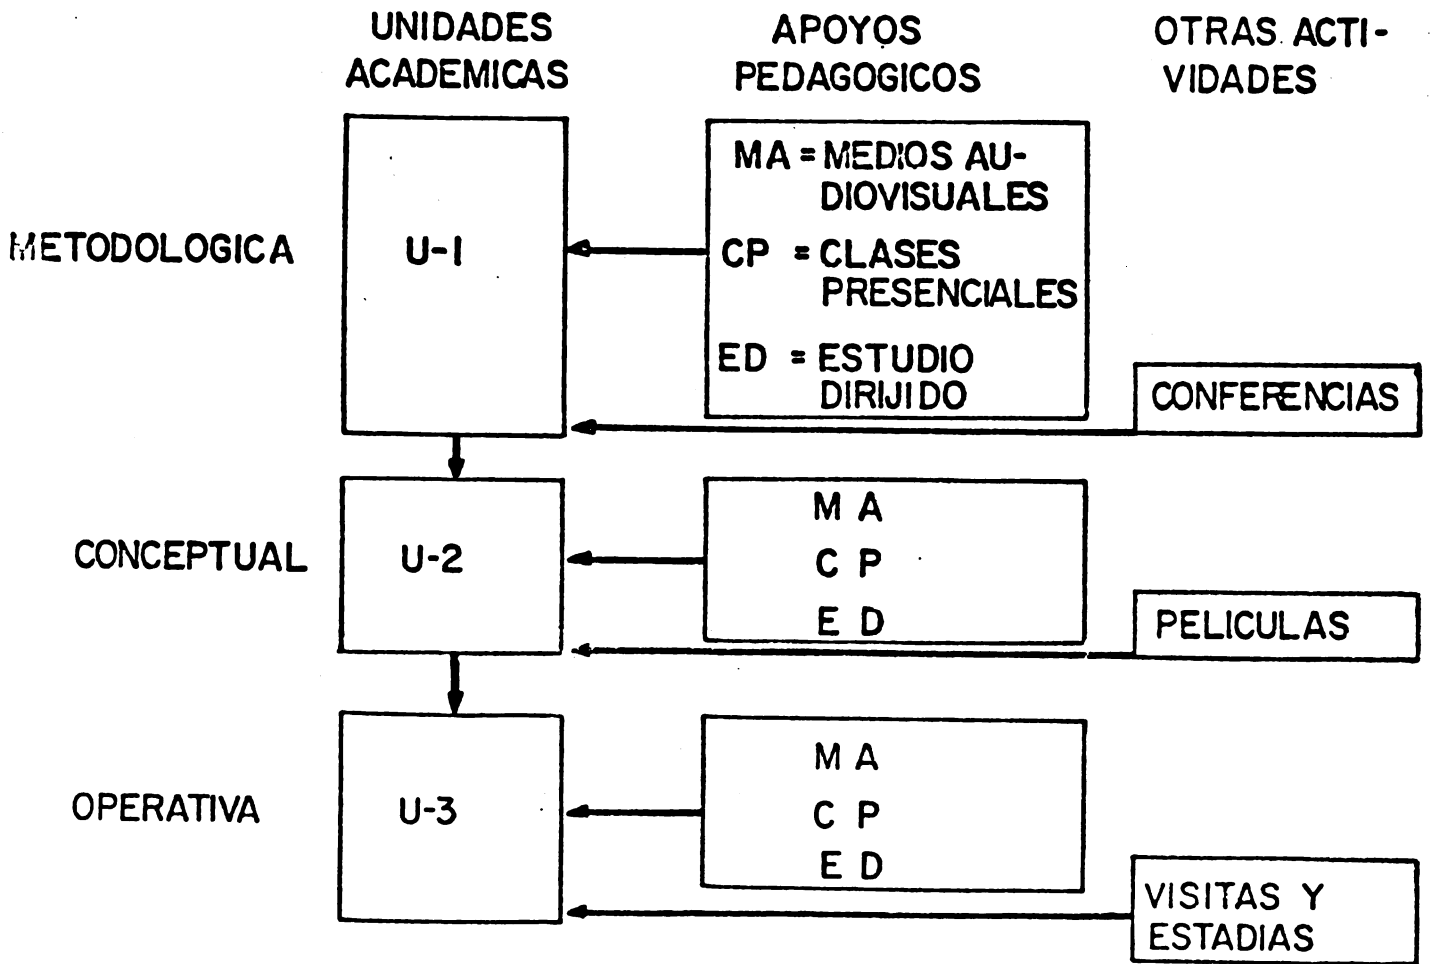 UNIDADES
ACADEMICAS
APOYOS
PEDAGOGICOS
OTRAS ACTI-
VIDADES
METODOLOGICA
U-1
MA = MEDIOS AU-
DIOVISUALES
CP = CLASES
PRESENCIALES
ED = ESTUDIO
DIRIJIDO
CONFERENCIAS
CONCEPTUAL
U-2
M A
C P
E D
PELICULAS
OPERATIVA
U-3
M A
C P
E D
VISITAS Y
ESTADIAS